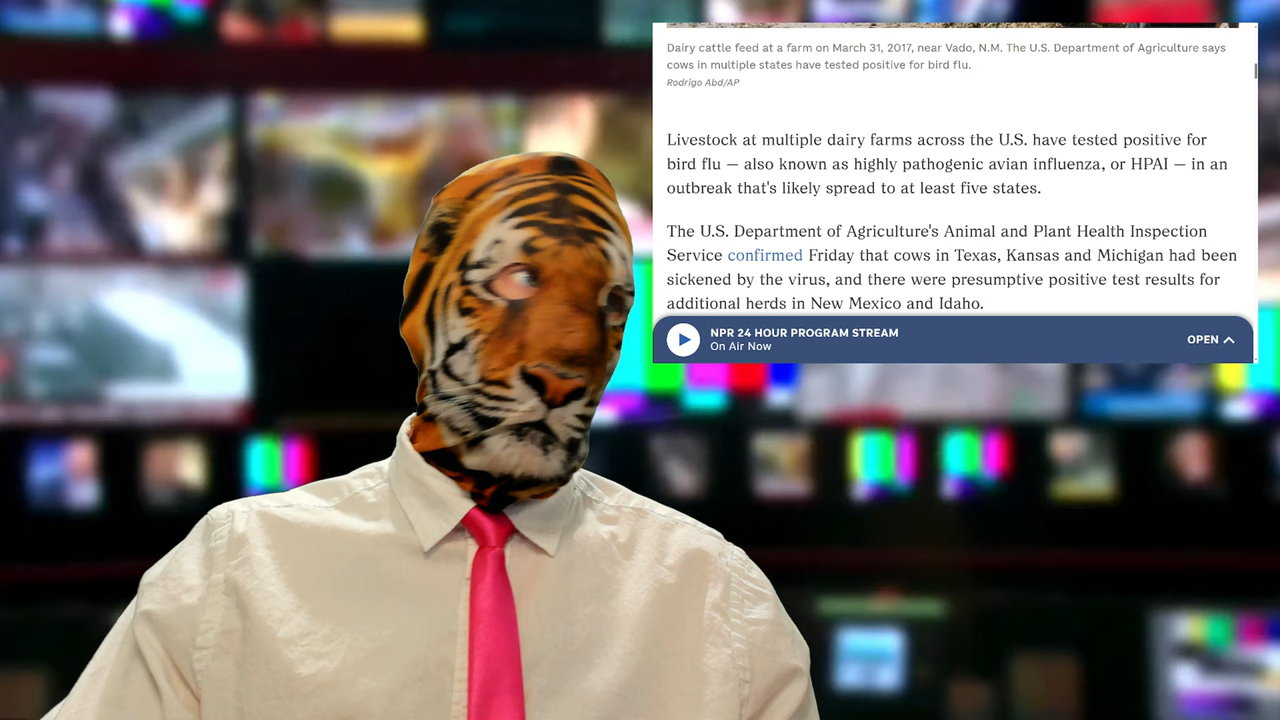 Dairy cattle feed at a farm on March 31, 2017, near Vado, N.M. The U.S. Department of Agriculture says
cows in multiple states have tested positive for bird flu.
Rodrigo Abd/AP
Livestock at multiple dairy farms across the U.S. have tested positive for
bird flu — also known as highly pathogenic avian influenza, or HPAI — in an
outbreak that's likely spread to at least five states.
The U.S. Department of Agriculture's Animal and Plant Health Inspection
Service confirmed Friday that cows in Texas, Kansas and Michigan had been
sickened by the virus, and there were presumptive positive test results for
additional herds in New Mexico and Idaho.
NPR 24 HOUR PROGRAM STREAM
On Air Now
OPEN